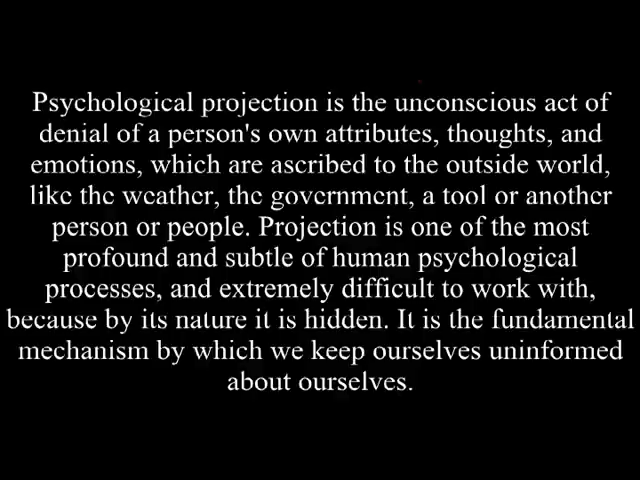 Psychological projection is the unconscious act of
denial of a person's own attributes, thoughts, and
emotions, which are ascribed to the outside world,
like the weather, the government, a tool or another
person or people. Projection is one of the most
profound and subtle of human psychological
processes, and extremely difficult to work with,
because by its nature it is hidden. It is the fundamental
mechanism by which we keep ourselves uninformed
about ourselves.